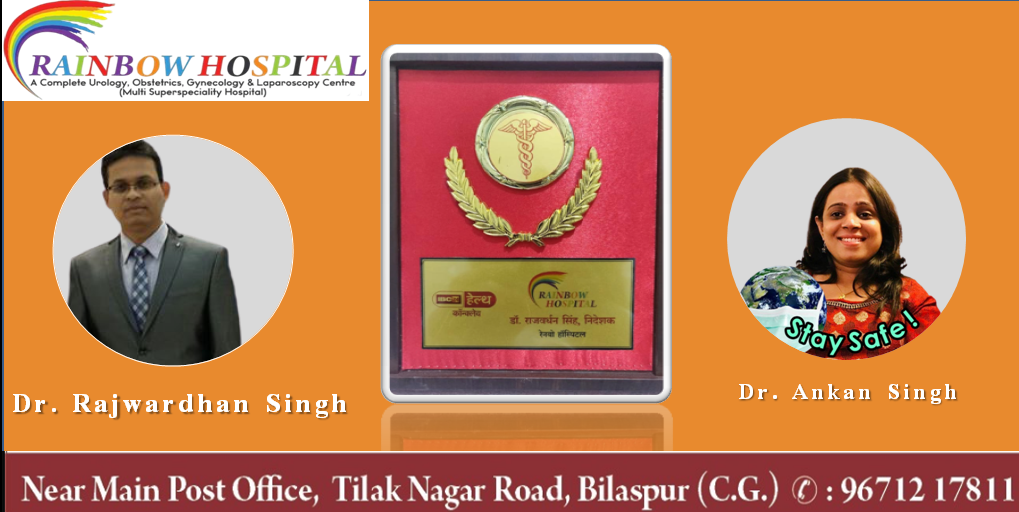 RAINBOW HOSPITAL
A Complete Urology, Obstetrics, Gynecology & Laparoscopy Centre
(Multi Superspeciality Hospital)
हेल्थ
कॉन्क्लेव
RAINBOW
HOSPITAL
डॉ. राजवर्धन सिंह, निदेशक
रेनबो हॉस्पिटल
Stay Safe!
Dr. Rajwardhan Singh
Dr. Ankan Singh
Near Main Post Office, Tilak Nagar Road, Bilaspur (C.G.) ✆ : 96712 17811